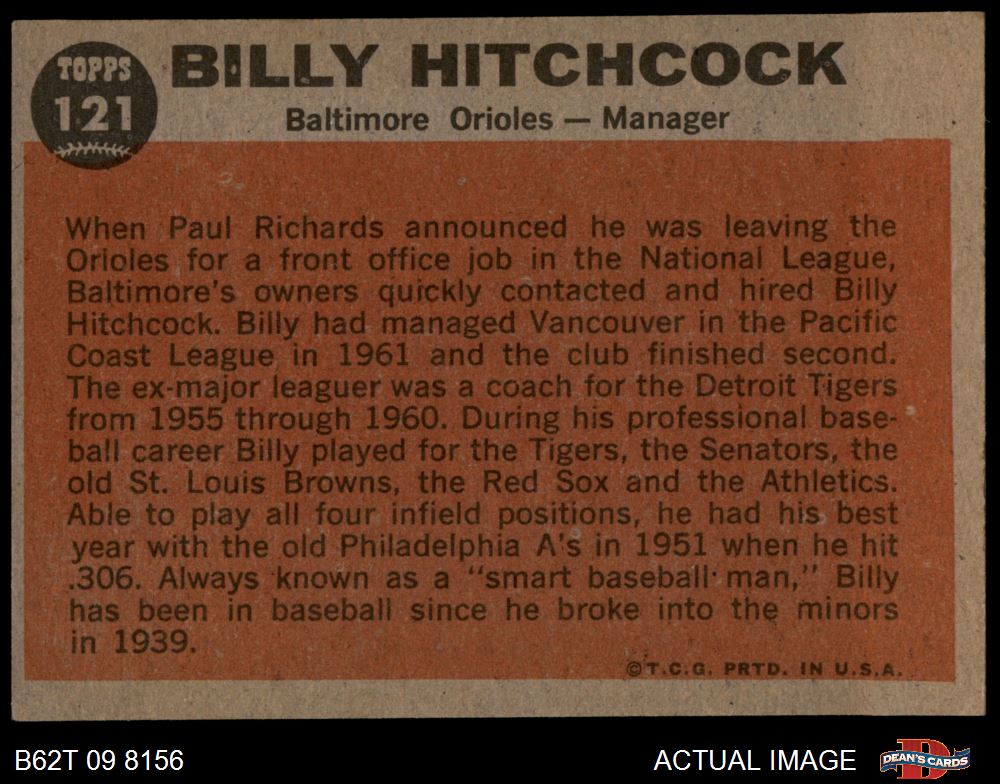 TOPPS
121
BILLY HITCHCOCK
Baltimore Orioles — Manager
When Paul Richards announced he was leaving the
Orioles for a front office job in the National League,
Baltimore's owners quickly contacted and hired Billy
Hitchcock. Billy had managed Vancouver in the Pacific
Coast League in 1961 and the club finished second.
The ex-major leaguer was a coach for the Detroit Tigers
from 1955 through 1960. During his professional base-
ball career Billy played for the Tigers, the Senators, the
old St. Louis Browns, the Red Sox and the Athletics.
Able to play all four infield positions, he had his best
year with the old Philadelphia A's in 1951 when he hit
.306. Always known as a "smart baseball man," Billy
has been in baseball since he broke into the minors
in 1939.
©T.C.G. PRTD. IN U.S.A.
B62T 09 8156
ACTUAL IMAGE
D
DEAN'S CARDS